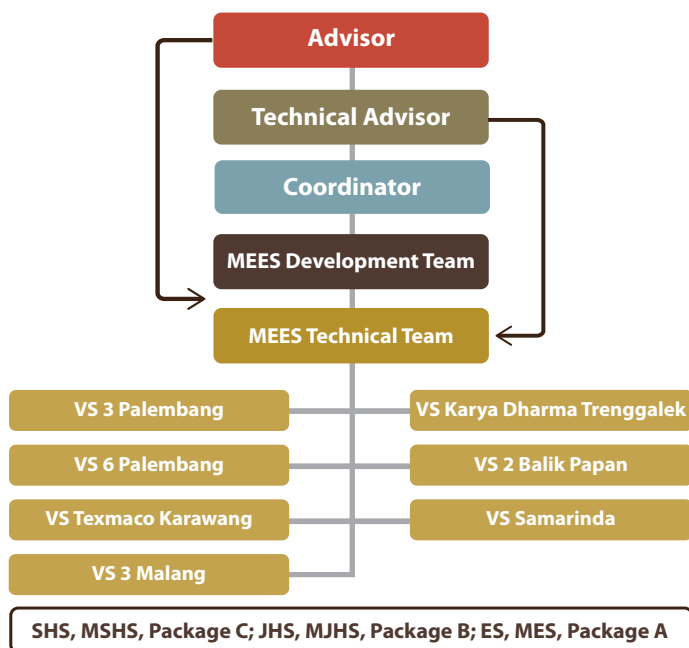 Advisor
Technical Advisor
Coordinator
MEES Development Team
MEES Technical Team
VS 3 Palembang
VS Karya Dharma Trenggalek
VS 6 Palembang
VS 2 Balik Papan
VS Texmaco Karawang
VS Samarinda
VS 3 Malang
SHS, MSHS, Package C; JHS, MJHS, Package B; ES, MES, Package A